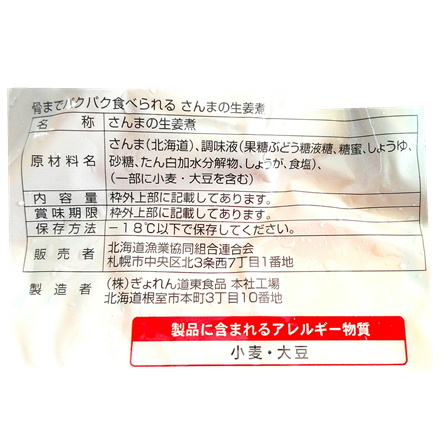 骨までパクパク食べられる さんまの生姜煮
名称 さんまの生姜煮
さんま(北海道)、調味液(果糖ぶどう糖液糖、糖蜜、しょうゆ、
原材料名 砂糖、たん白加水分解物、しょうが、食塩)、
(一部に小麦・大豆を含む)
内容量 枠外上部に記載してあります。
賞味期限 枠外上部に記載してあります。
保存方法 −18℃以下で保存してください。
販売者 北海道漁業協同組合連合会
札幌市中央区北3条西7丁目1番地
製造者 (株)ぎょれん道東食品 本社工場
北海道根室市本町3丁目10番地
製品に含まれるアレルギー物質
小麦・大豆